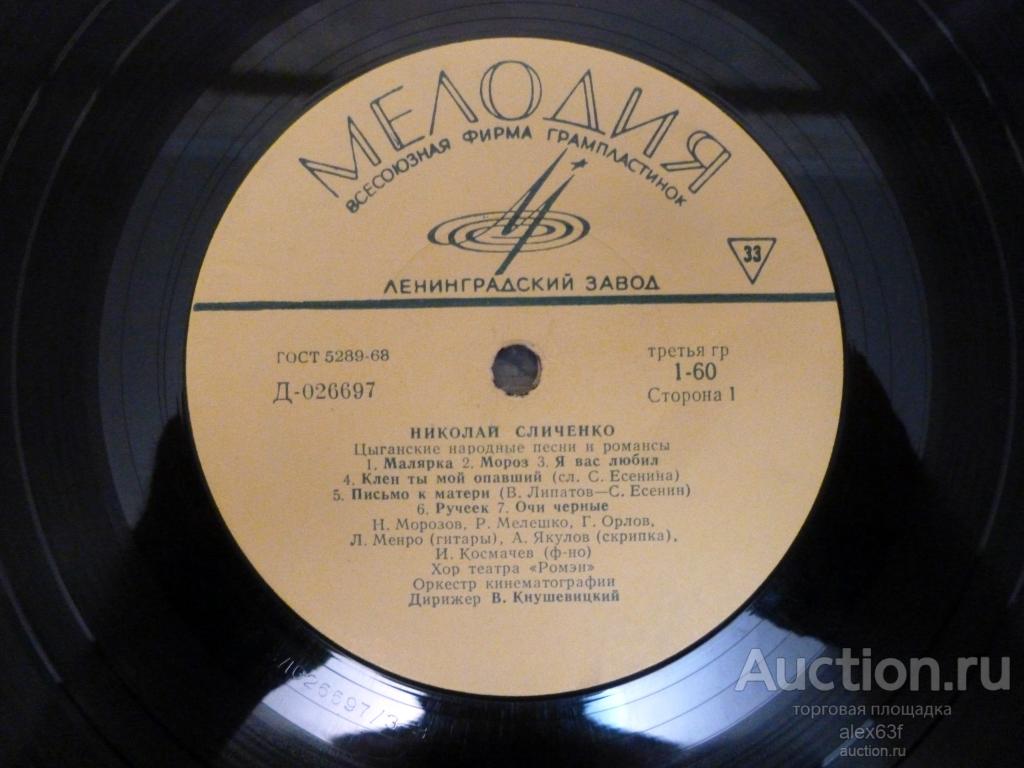 МЕЛОДИЯ
ВСЕСОЮЗНАЯ ФИРМА ГРАМПЛАСТИНОК
33
ЛЕНИНГРАДСКИЙ ЗАВОД
ГОСТ 5289-68
Д-026697
третья гр
1-60
Сторона 1
НИКОЛАЙ СЛИЧЕНКО
Цыганские народные песни и романсы
1. Малярка 2. Мороз 3. Я вас любил
4. Клен ты мой опавший (сл. С. Есенина)
5. Письмо к матери (В. Липатов—С. Есенин)
6. Ручеек 7. Очи черные
Н. Морозов, Р. Мелешко, Г. Орлов,
Л. Менро (гитары), А. Якулов (скрипка),
И. Космачев (ф-но)
Хор театра «Ромэн»
Оркестр кинематографии
Дирижер В. Кнушевицкий
Auction.ru
торговая площадка
alex63f
auction.ru